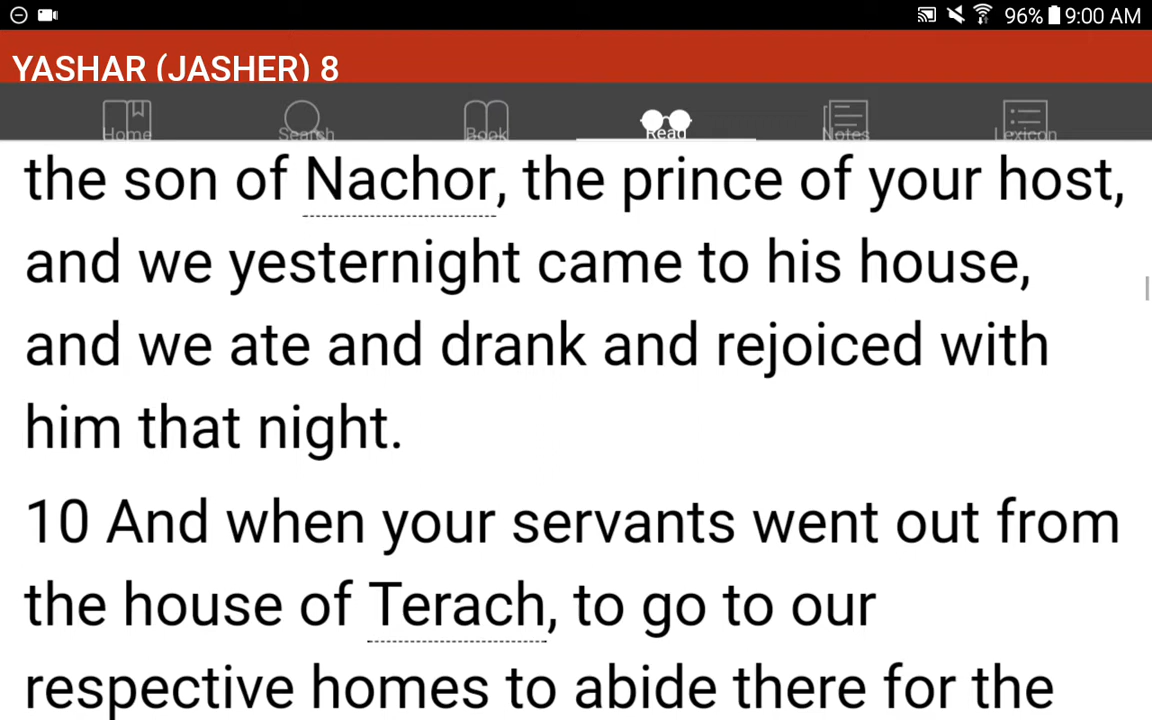 96% 9:00 AM
YASHAR (JASHER) 8
Home Search Book Read Notes Lexicon
the son of Nachor, the prince of your host,
and we yesternight came to his house,
and we ate and drank and rejoiced with
him that night.
10 And when your servants went out from
the house of Terach, to go to our
respective homes to abide there for the